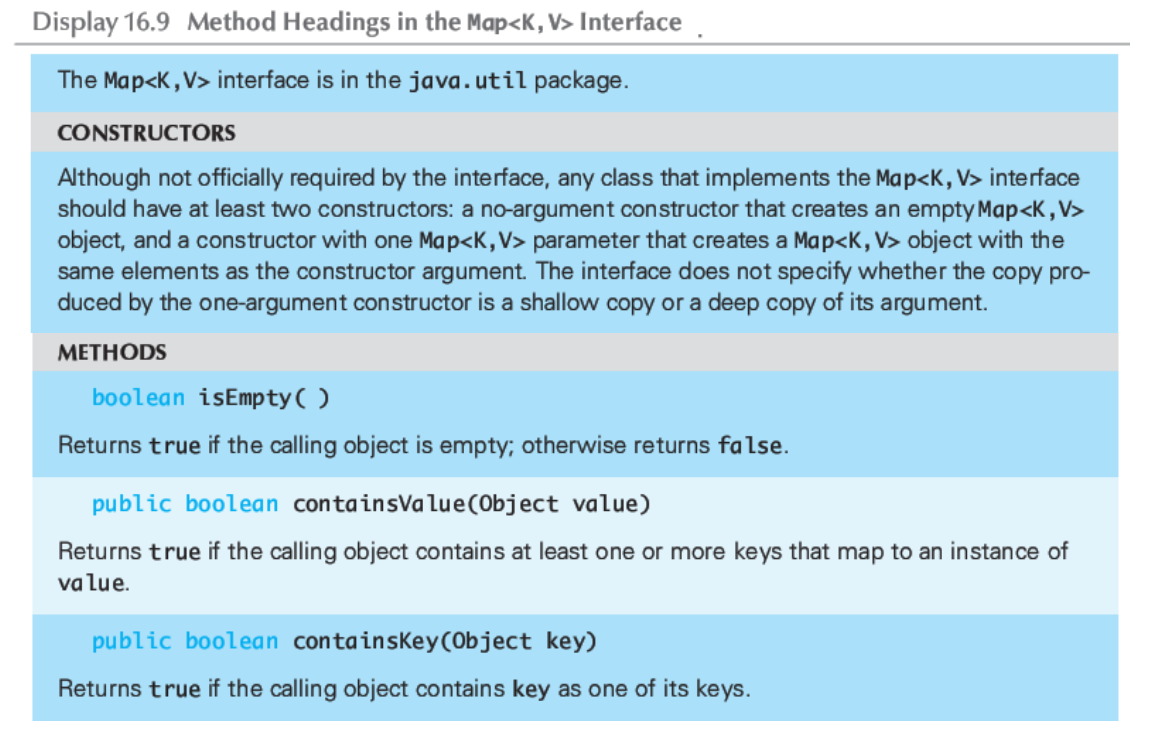 Display 16.9 Method Headings in the Map<K,V> Interface .
The Map<K,V> interface is in the java.util package.
CONSTRUCTORS
Although not officially required by the interface, any class that implements the Map<K,V> interface
should have at least two constructors: a no-argument constructor that creates an empty Map<K,V>
object, and a constructor with one Map<K,V> parameter that creates a Map<K,V> object with the
same elements as the constructor argument. The interface does not specify whether the copy pro-
duced by the one-argument constructor is a shallow copy or a deep copy of its argument.
METHODS
boolean isEmpty( )
Returns true if the calling object is empty; otherwise returns false.
public boolean containsValue(Object value)
Returns true if the calling object contains at least one or more keys that map to an instance of
value.
public boolean containsKey(Object key)
Returns true if the calling object contains key as one of its keys.